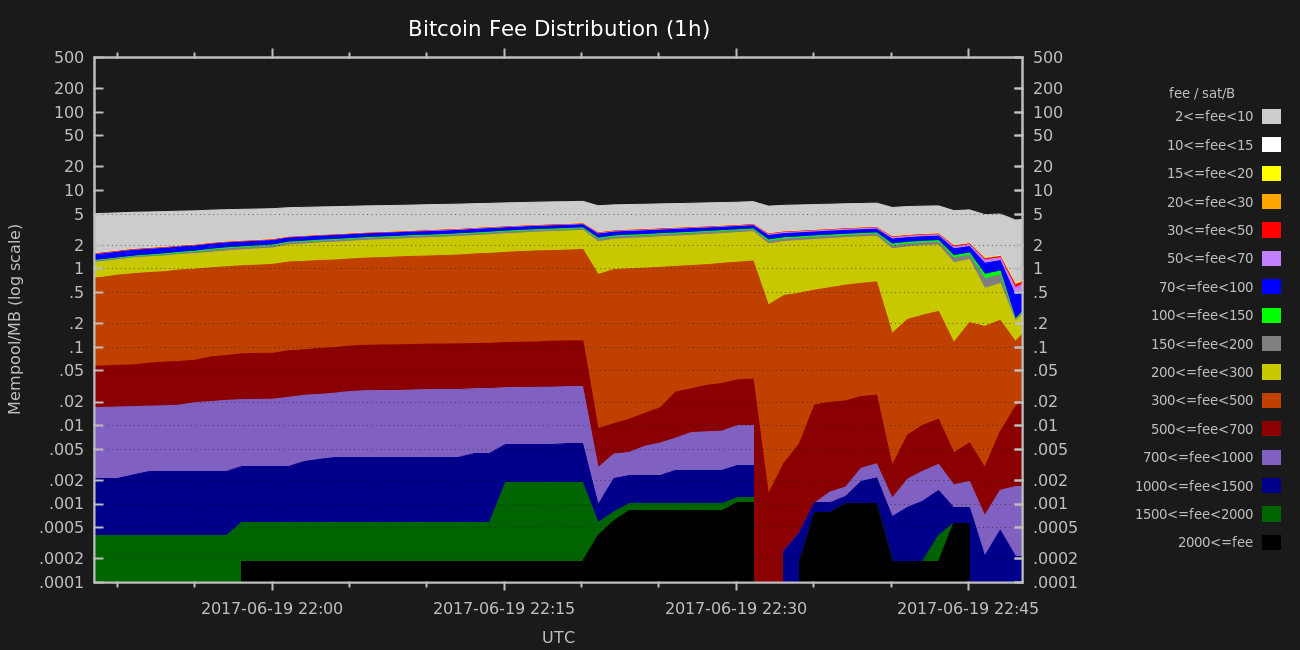 Bitcoin Fee Distribution (1h)
500
200
100
50
20
10
5
2
1
.5
.2
.1
.05
.02
.01
.005
.002
.001
.0005
.0002
.0001
Mempool/MB (log scale)
500
200
100
50
20
10
5
2
1
.5
.2
.1
.05
.02
.01
.005
.002
.001
.0005
.0002
.0001
2017-06-19 22:00 2017-06-19 22:15 2017-06-19 22:30 2017-06-19 22:45
UTC
fee / sat/B
2<=fee<10
10<=fee<15
15<=fee<20
20<=fee<30
30<=fee<50
50<=fee<70
70<=fee<100
100<=fee<150
150<=fee<200
200<=fee<300
300<=fee<500
500<=fee<700
700<=fee<1000
1000<=fee<1500
1500<=fee<2000
2000<=fee